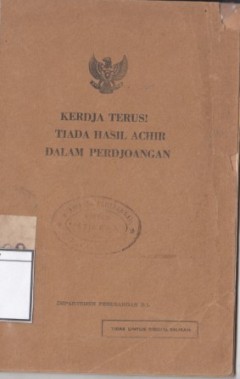 KERDJA TERUS!
TIADA HASIL ACHIR
DALAM PERDJOANGAN
DEPARTEMEN PENERANGAN R.I.